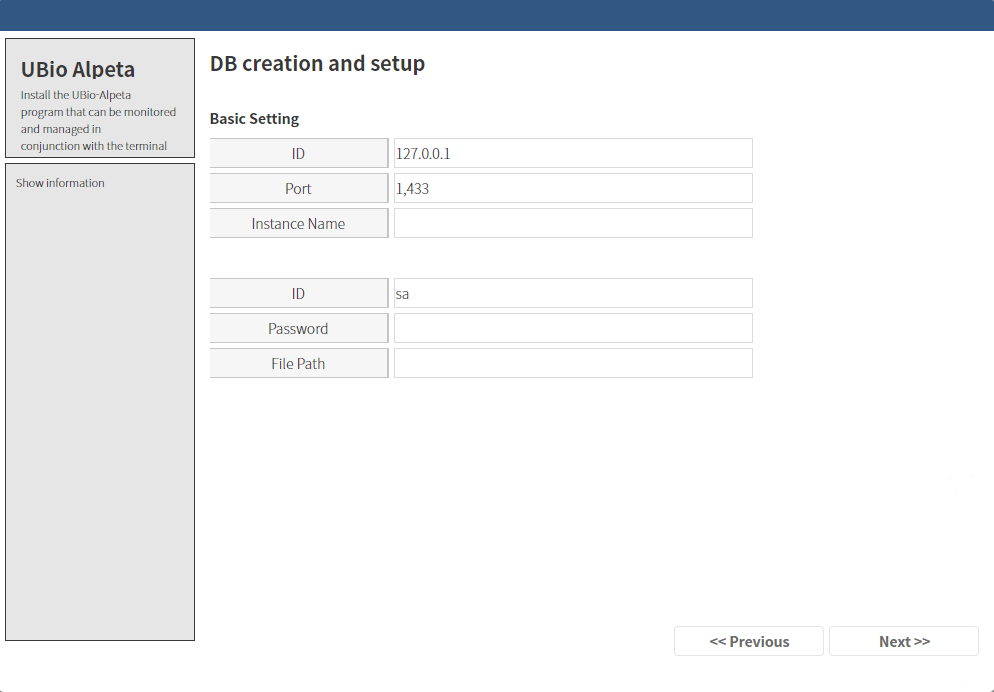 UBio Alpeta
Install the UBio-Alpeta
program that can be monitored
and managed in
conjunction with the terminal
Show information
DB creation and setup
Basic Setting
ID 127.0.0.1
Port 1,433
Instance Name
ID sa
Password
File Path
<< Previous Next >>